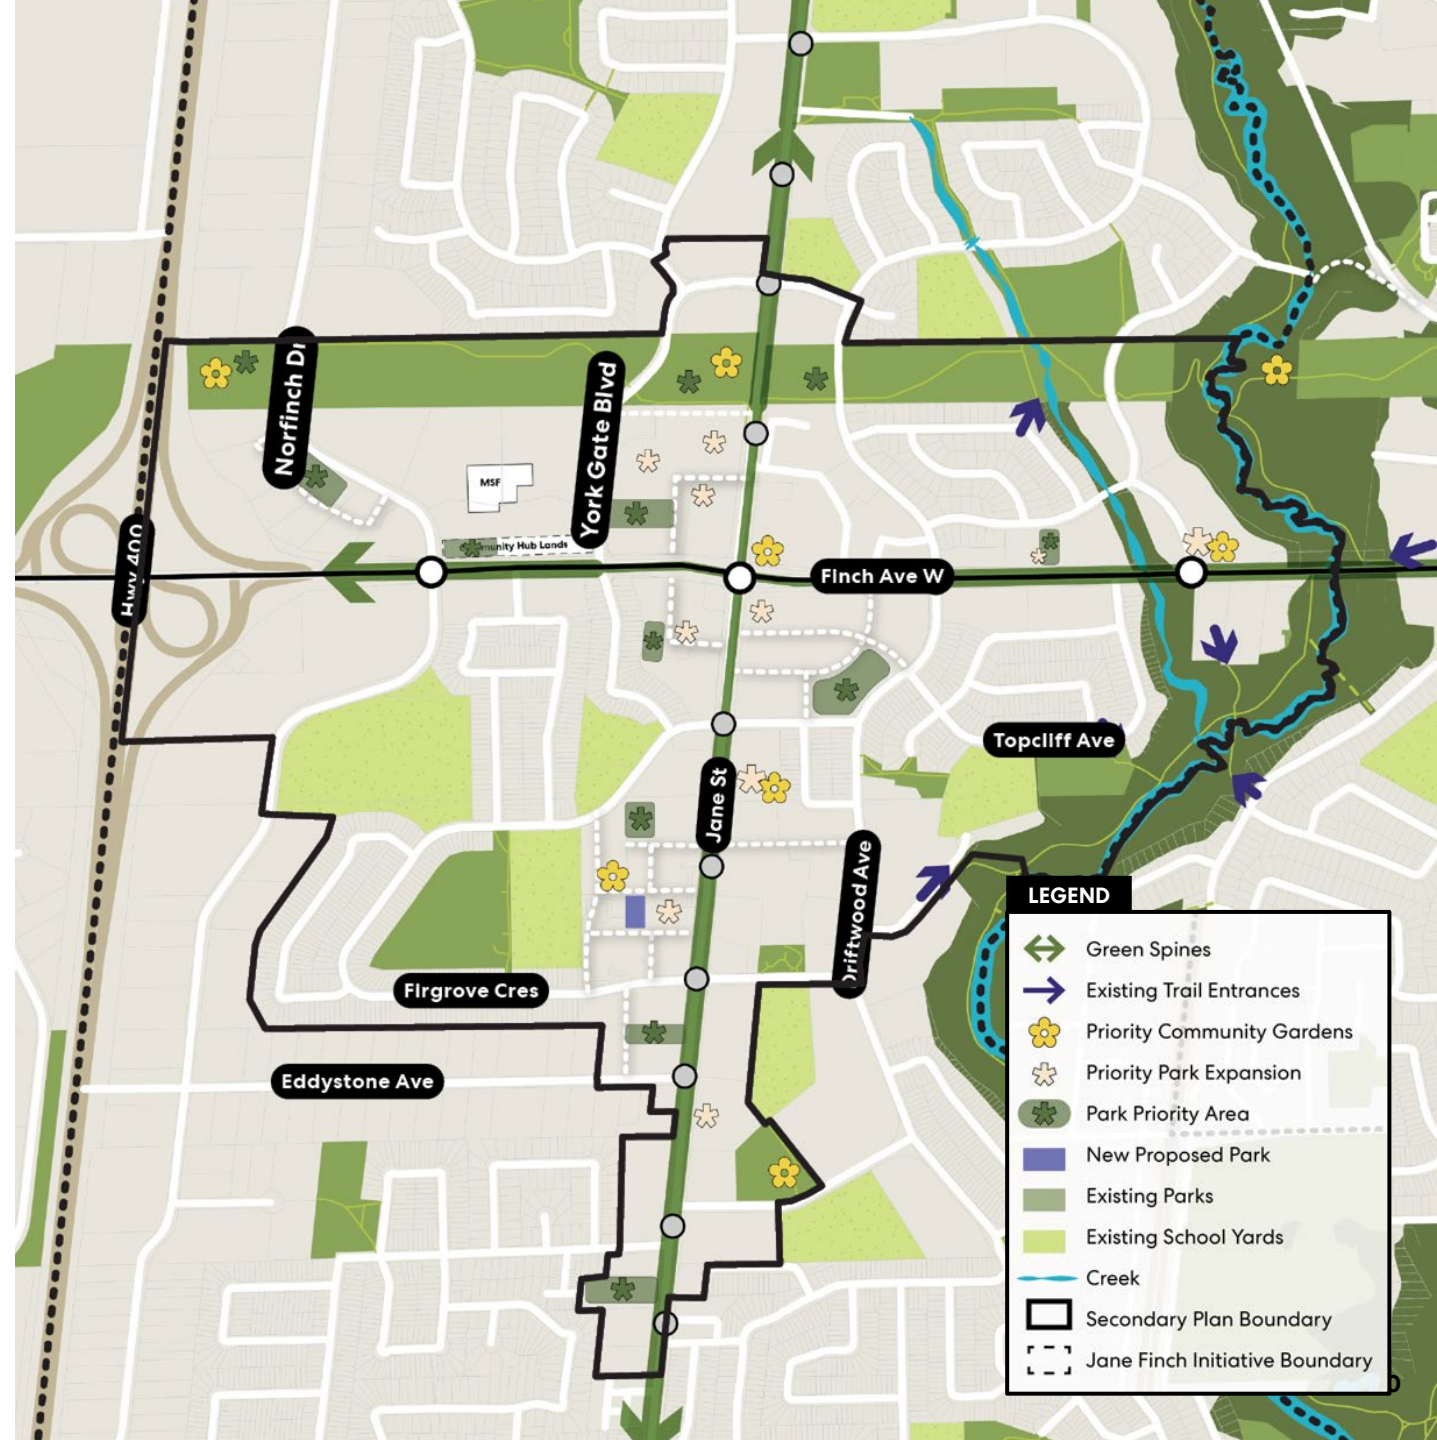 Norfinch Dr
York Gate Blvd
MSF
munity Hub Lands
Hwy 400
Finch Ave W
Topcliff Ave
Jane St
Driftwood Ave
Firgrove Cres
Eddystone Ave
LEGEND
Green Spines
Existing Trail Entrances
Priority Community Gardens
Priority Park Expansion
Park Priority Area
New Proposed Park
Existing Parks
Existing School Yards
Creek
Secondary Plan Boundary
Jane Finch Initiative Boundary